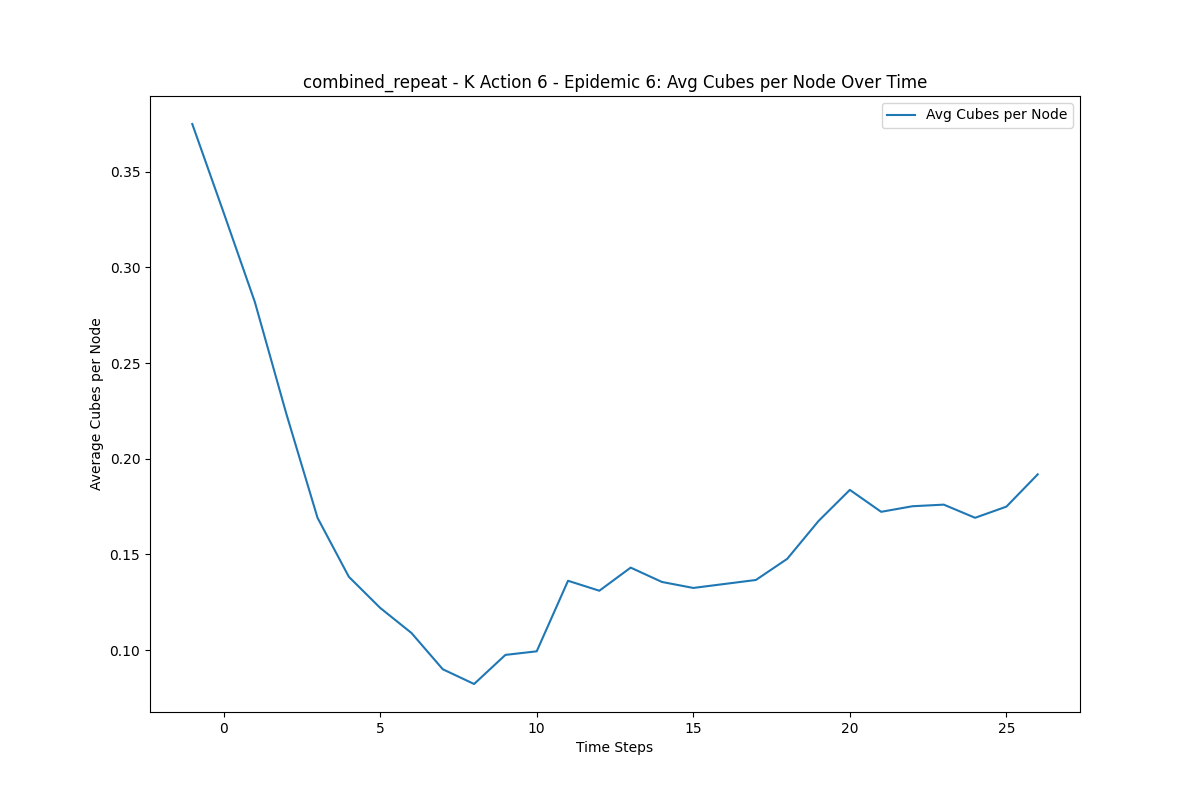 combined_repeat - K Action 6 - Epidemic 6: Avg Cubes per Node Over Time
Avg Cubes per Node
0.35
0.30
0.25
0.20
0.15
0.10
Average Cubes per Node
0 5 10 15 20 25
Time Steps